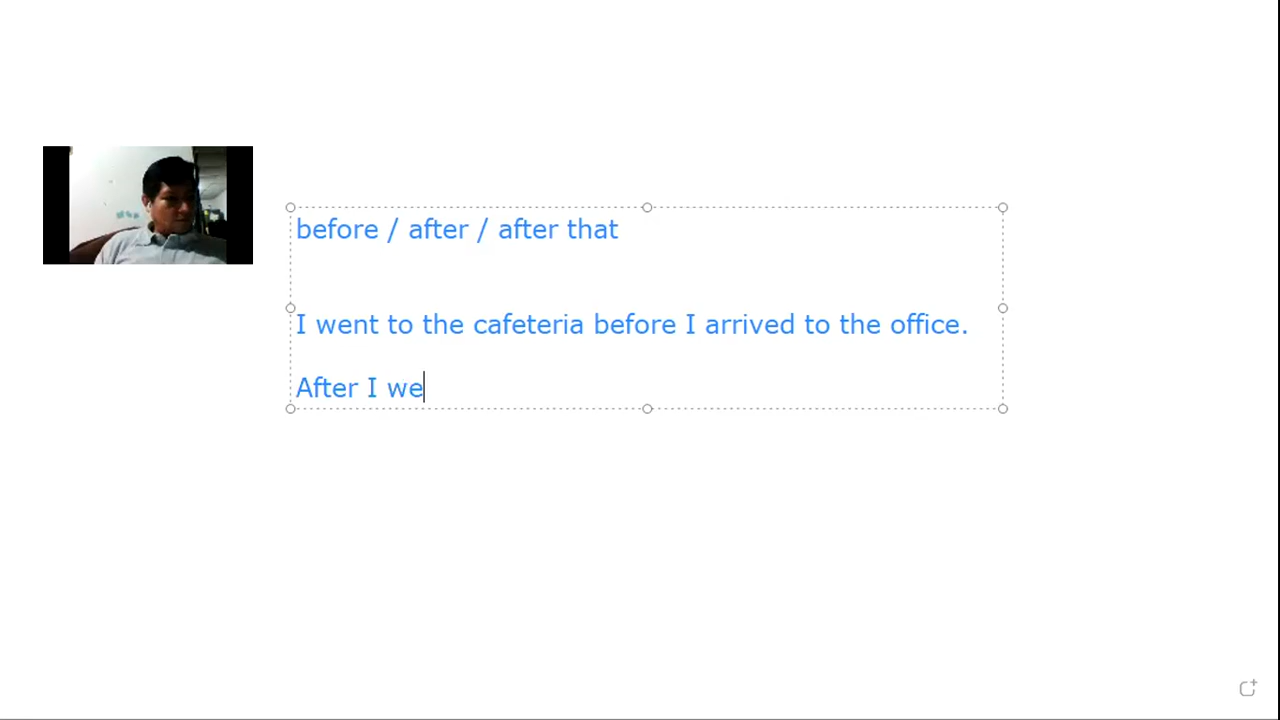 before / after / after that
I went to the cafeteria before I arrived to the office.
After I we